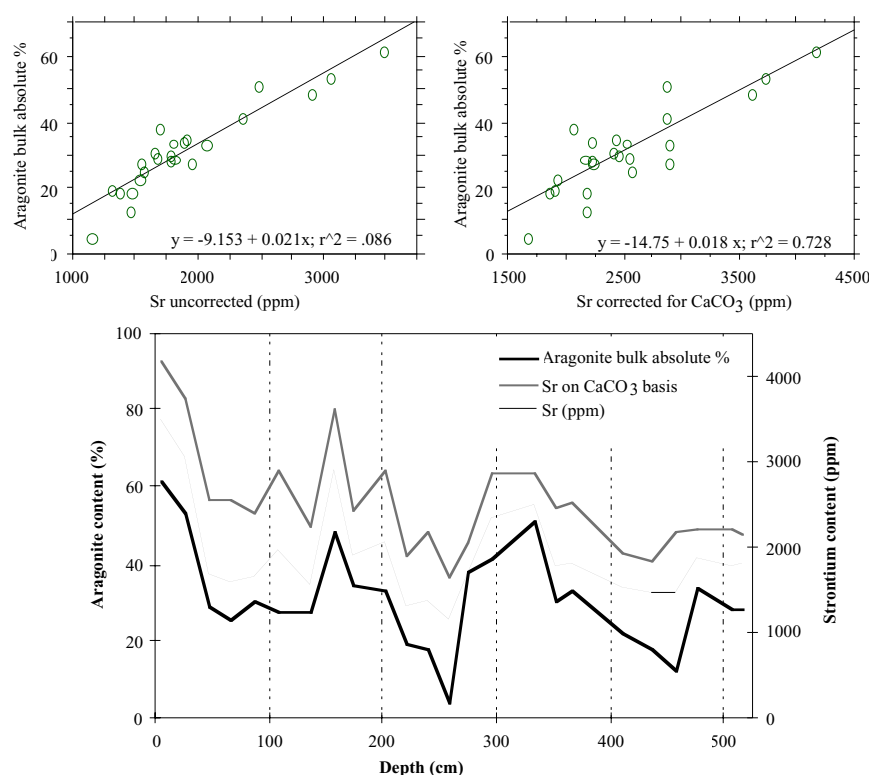 Aragonite bulk absolute %
60
40
20
0
y = -9.153 + 0.021x; r^2 = .086
1000
2000
3000
Sr uncorrected (ppm)
Aragonite bulk absolute %
60
40
20
0
y = -14.75 + 0.018 x; r^2 = 0.728
1500
2500
3500
4500
Sr corrected for CaCO3 (ppm)
Aragonite content (%)
100
80
60
40
20
0
Aragonite bulk absolute %
Sr on CaCO3 basis
Sr (ppm)
4000
3000
2000
1000
0
Strontium content (ppm)
0
100
200
300
400
500
Depth (cm)